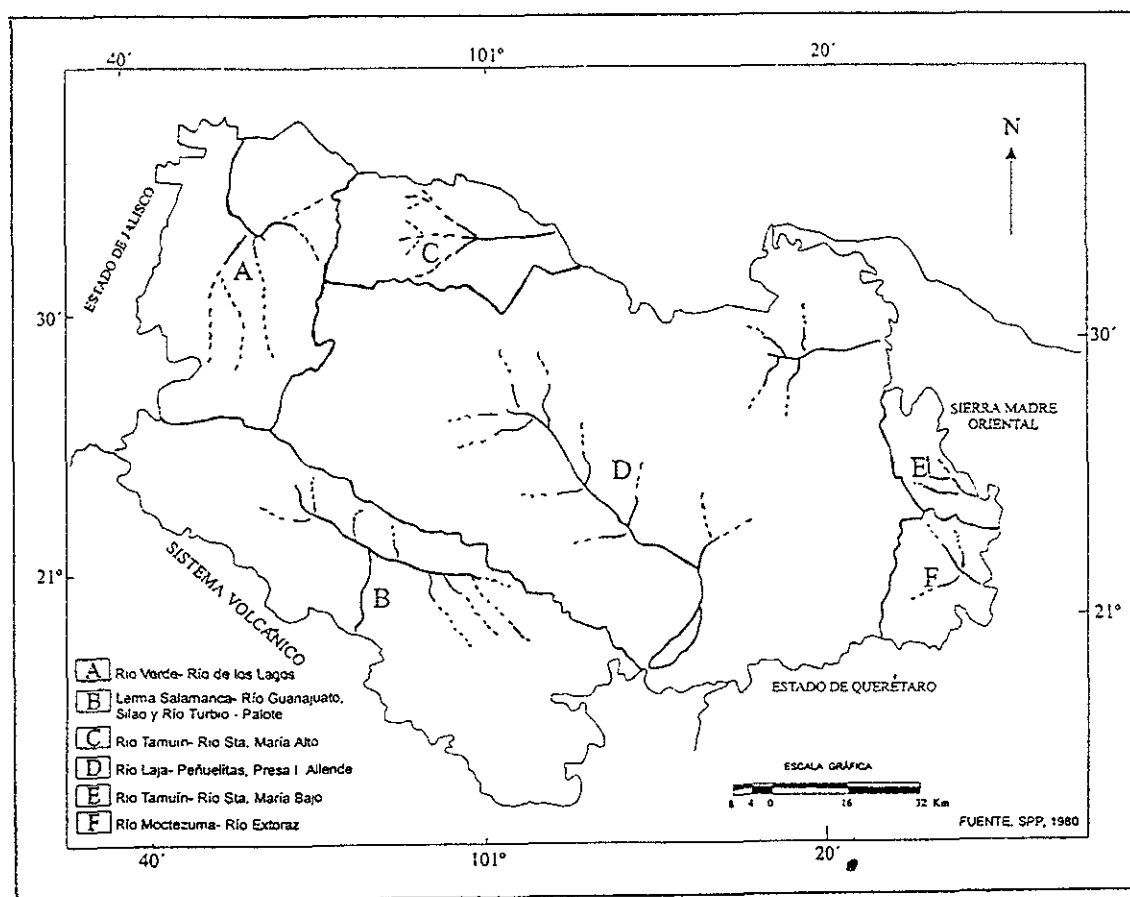 40´ 101° 20´
N
ESTADO DE JALISCO
A
C
30´ 30´
SIERRA MADRE
ORIENTAL
E
D
F
21° 21°
SISTEMA VOLCÁNICO
B
ESTADO DE QUERÉTARO
A Río Verde- Río de los Lagos
B Lerma Salamanca- Río Guanajuato,
Silao y Río Turbio - Palote
C Río Tamuín- Río Sta. María Alto
D Río Laja- Peñuelitas, Presa I. Allende
E Río Tamuín- Río Sta. María Bajo
F Río Moctezuma- Río Extoraz
ESCALA GRÁFICA
8 4 0 16 32 Km
FUENTE. SPP, 1980
40´ 101° 20´